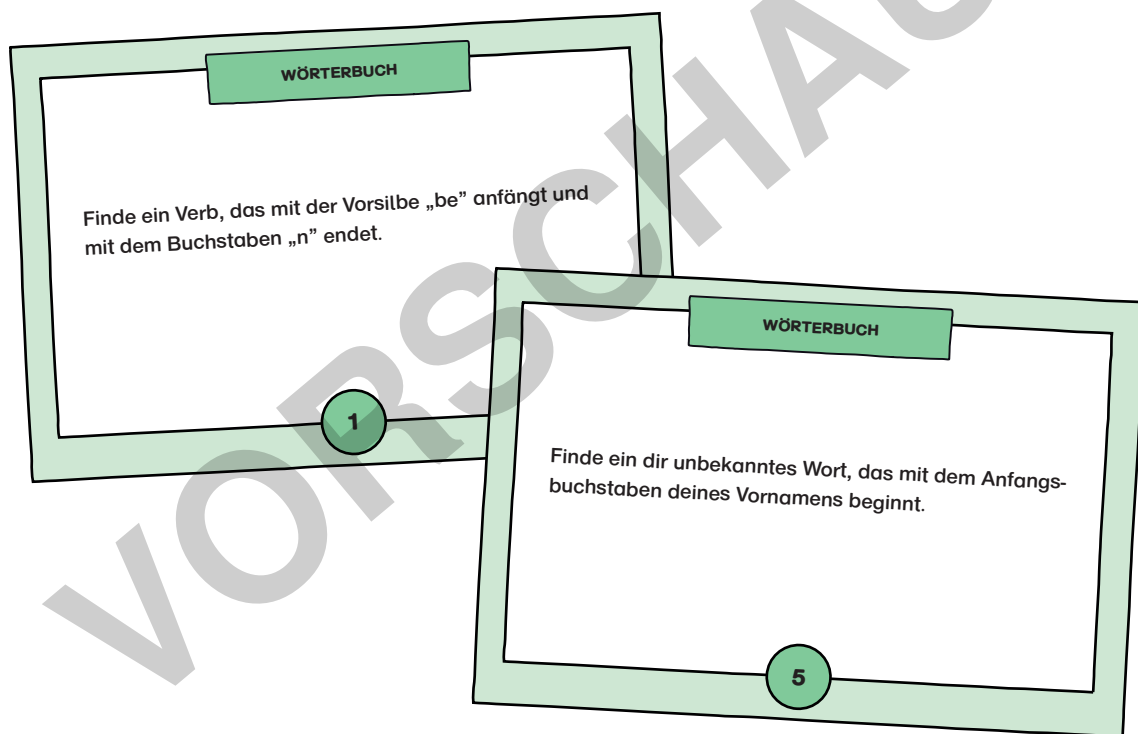 WÖRTERBUCH
Finde ein Verb, das mit der Vorsilbe „be” anfängt und
mit dem Buchstaben „n” endet.
1
WÖRTERBUCH
Finde ein dir unbekanntes Wort, das mit dem Anfangs-
buchstaben deines Vornamens beginnt.
5
VORSCHAU